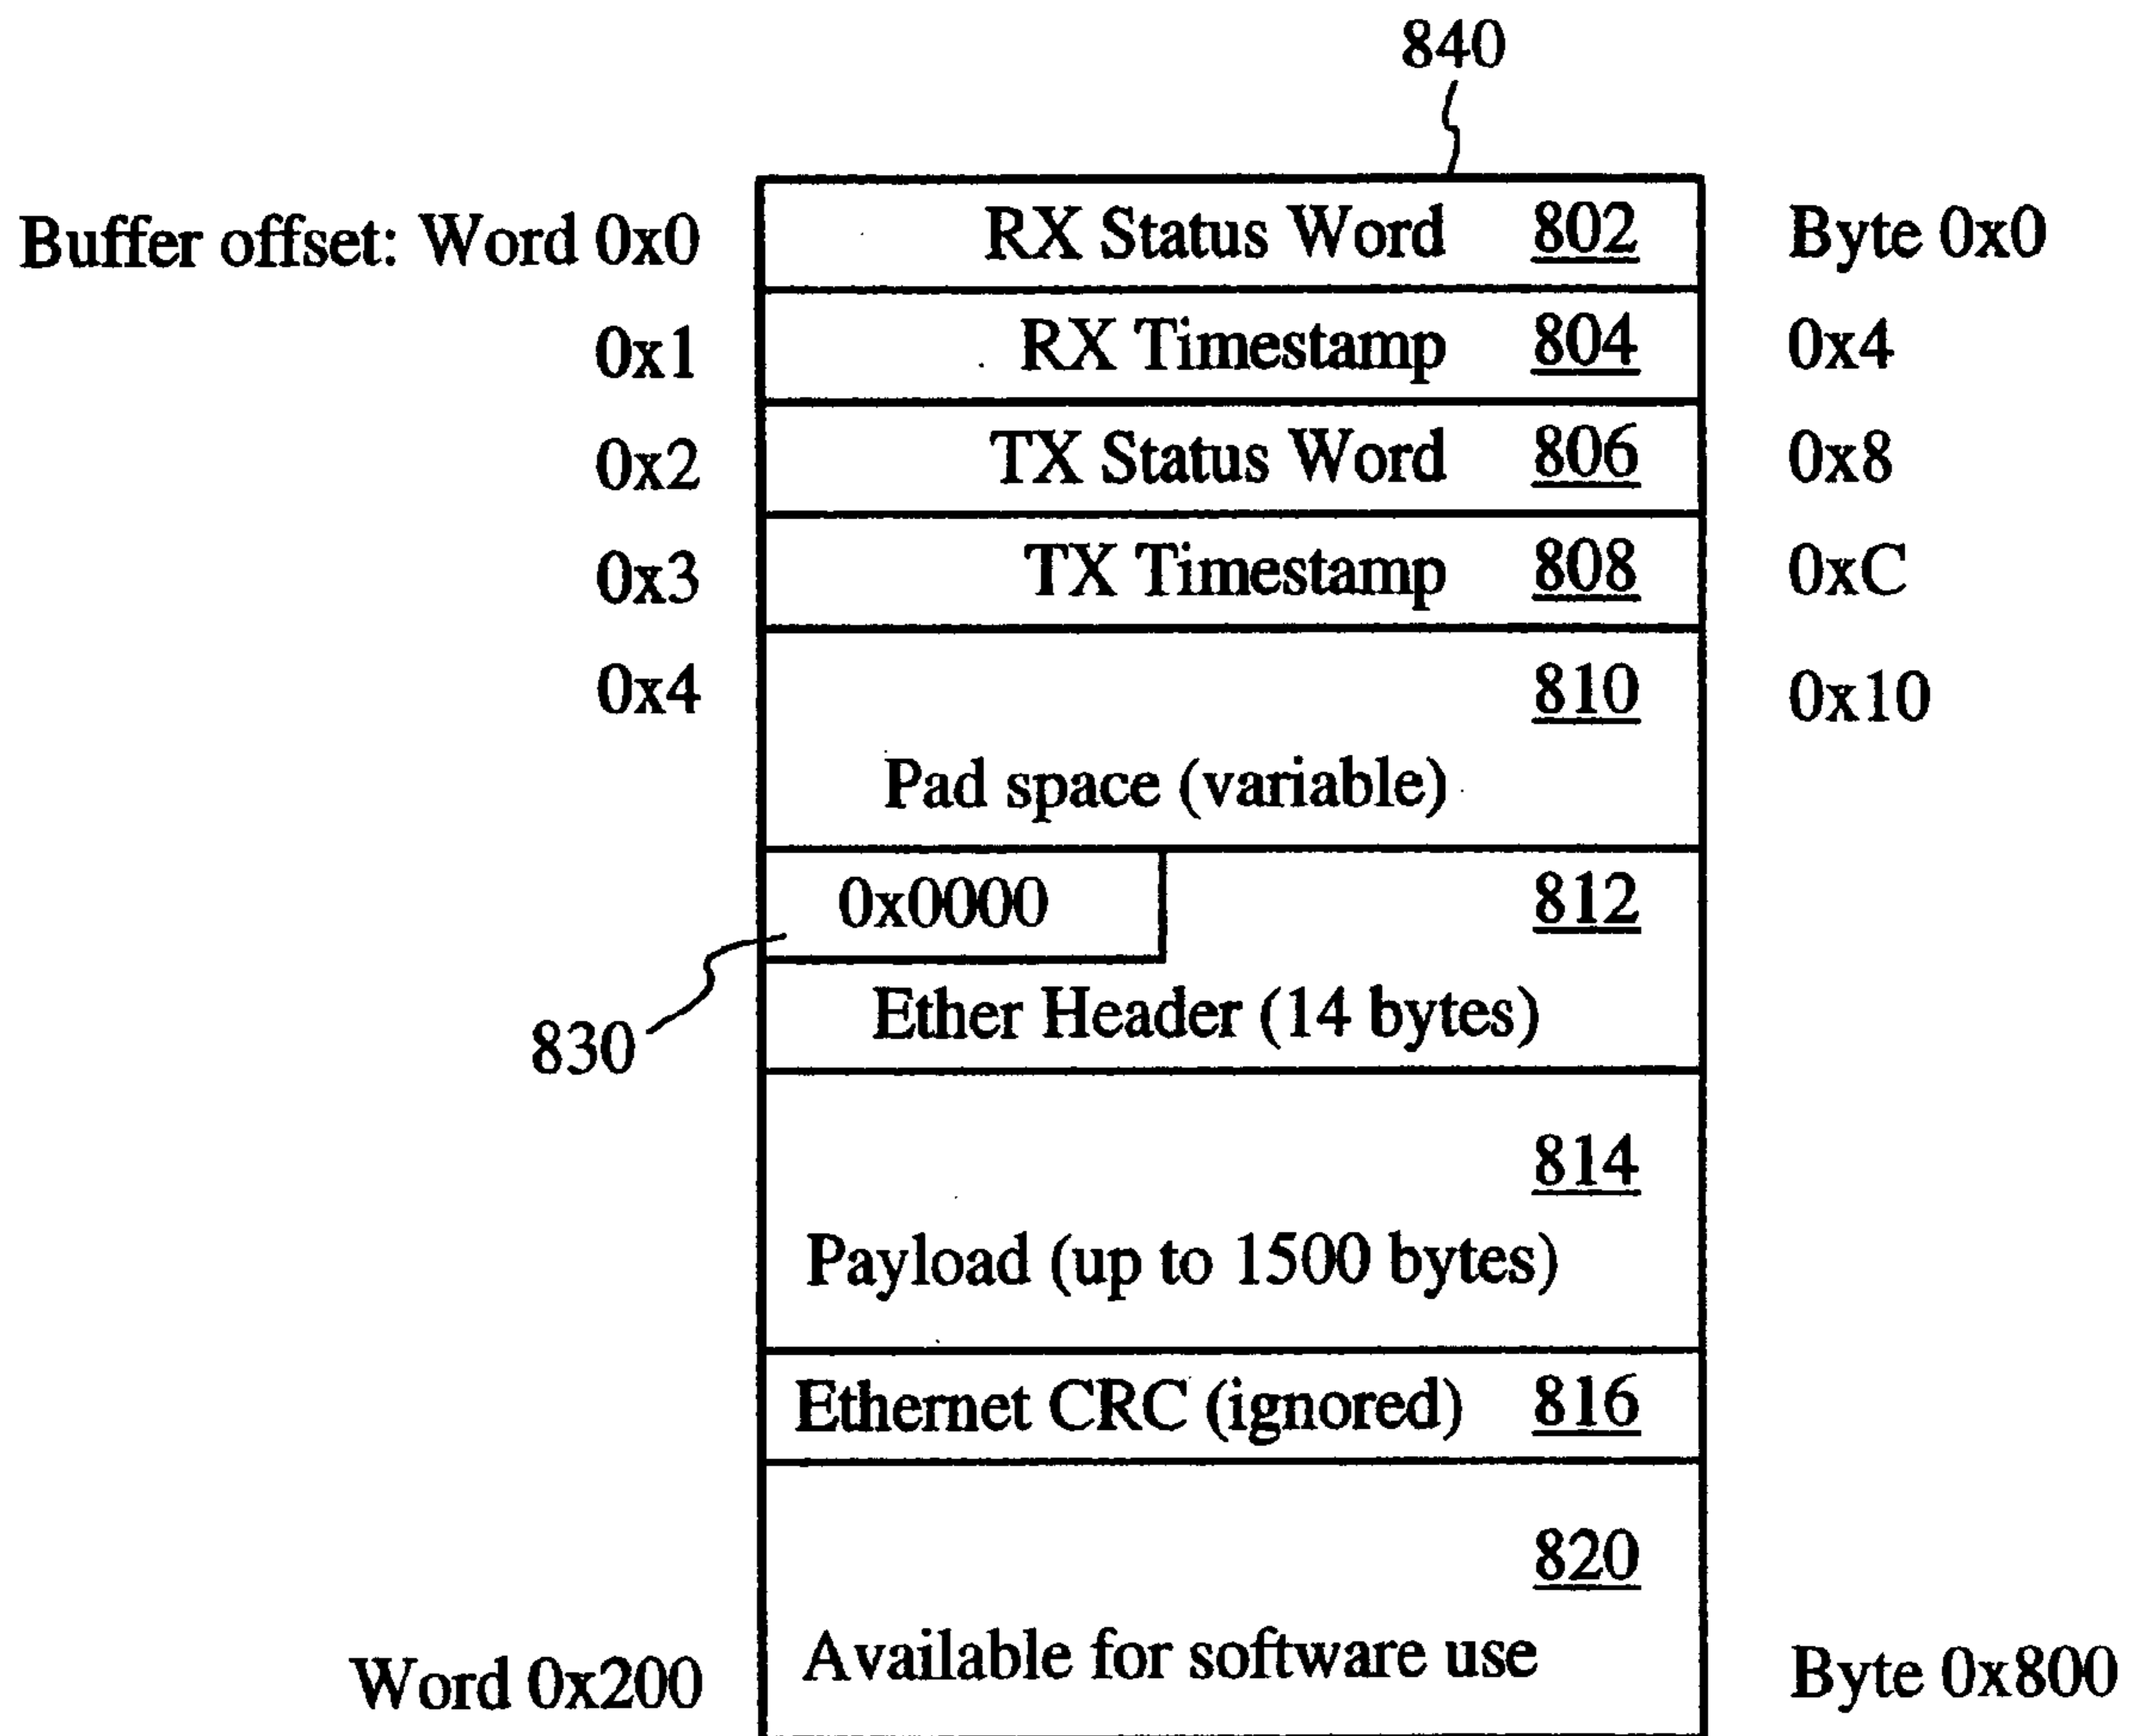 840
Buffer offset: Word 0x0 RX Status Word 802 Byte 0x0
0x1 RX Timestamp 804 0x4
0x2 TX Status Word 806 0x8
0x3 TX Timestamp 808 0xC
0x4 810 0x10
Pad space (variable)
0x0000 812
Ether Header (14 bytes)
830
814
Payload (up to 1500 bytes)
Ethernet CRC (ignored) 816
820
Word 0x200 Available for software use Byte 0x800